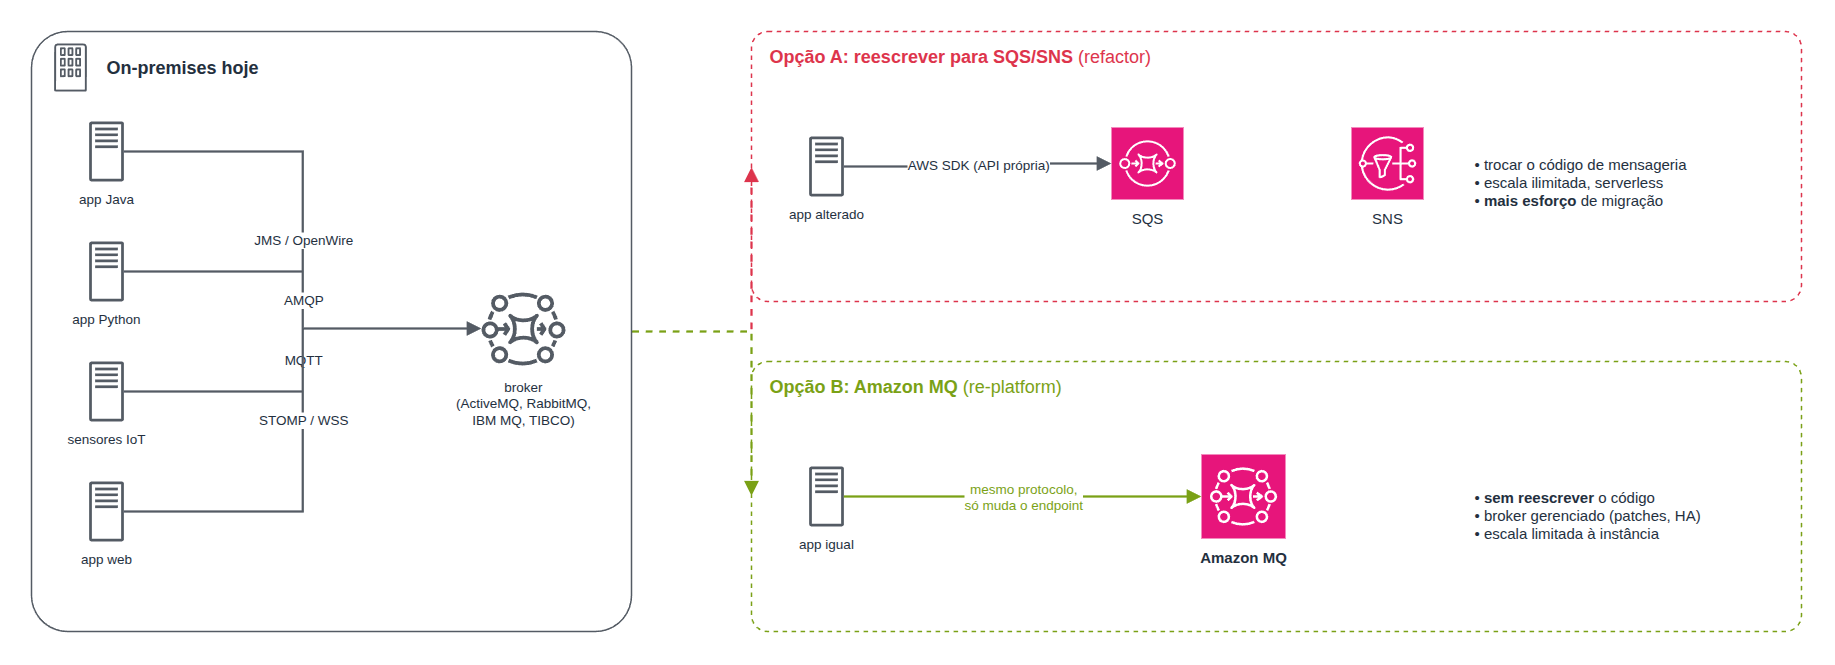 On-premises hoje
app Java
JMS / OpenWire
app Python
AMQP
MQTT
sensores IoT
STOMP / WSS
app web
broker
(ActiveMQ, RabbitMQ,
IBM MQ, TIBCO)
Opção A: reescrever para SQS/SNS (refactor)
app alterado
AWS SDK (API própria)
SQS
SNS
• trocar o código de mensageria
• escala ilimitada, serverless
• mais esforço de migração
Opção B: Amazon MQ (re-platform)
app igual
mesmo protocolo,
só muda o endpoint
Amazon MQ
• sem reescrever o código
• broker gerenciado (patches, HA)
• escala limitada à instância